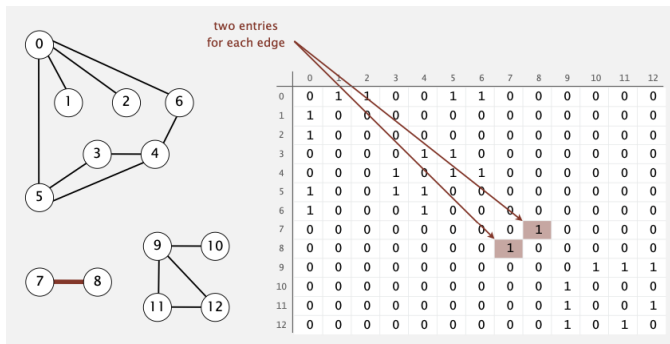 two entries
for each edge
0
1
2
6
3
4
5
9
10
7
8
11
12
0 1 2 3 4 5 6 7 8 9 10 11 12
0 0 1 1 0 0 1 1 0 0 0 0 0 0
1 1 0 0 0 0 0 0 0 0 0 0 0 0
2 1 0 0 0 0 0 0 0 0 0 0 0 0
3 0 0 0 0 1 1 0 0 0 0 0 0 0
4 0 0 0 1 0 1 1 0 0 0 0 0 0
5 1 0 0 1 1 0 0 0 0 0 0 0 0
6 1 0 0 0 1 0 0 0 0 0 0 0 0
7 0 0 0 0 0 0 0 0 1 0 0 0 0
8 0 0 0 0 0 0 0 1 0 0 0 0 0
9 0 0 0 0 0 0 0 0 0 0 1 1 1
10 0 0 0 0 0 0 0 0 0 1 0 0 0
11 0 0 0 0 0 0 0 0 0 1 0 0 1
12 0 0 0 0 0 0 0 0 0 1 0 1 0